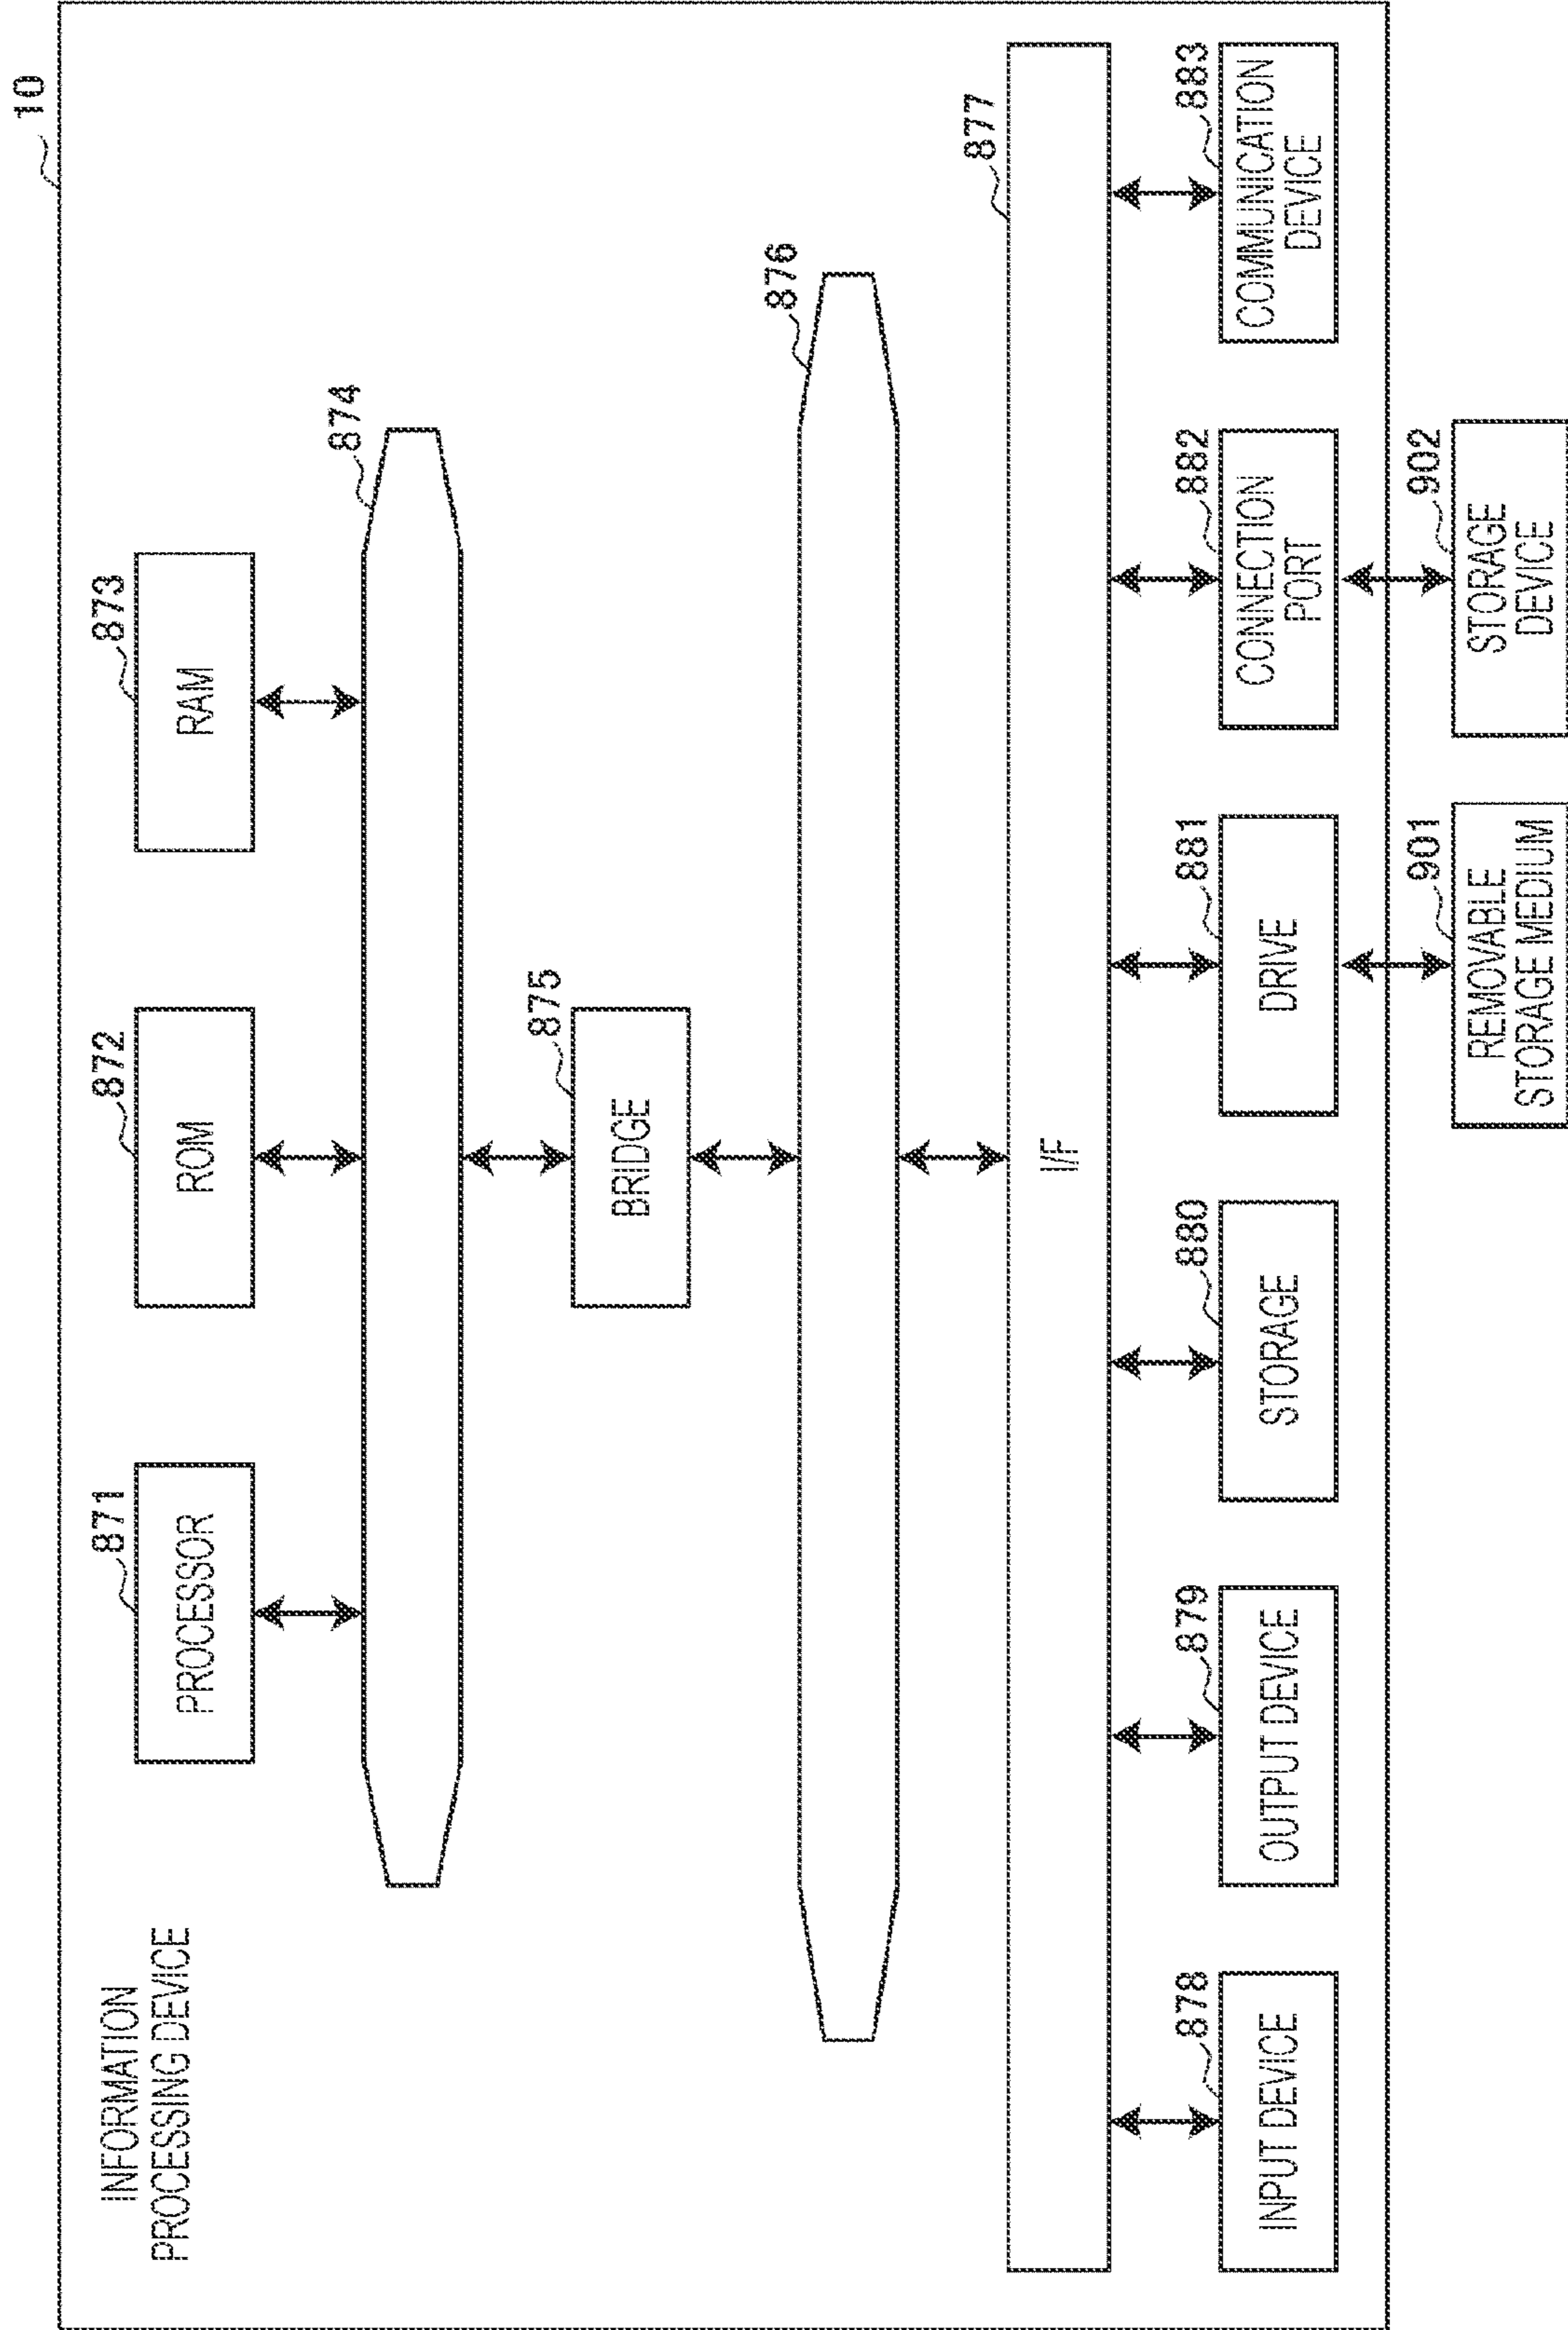 10
INFORMATION
PROCESSING DEVICE
871
PROCESSOR
872
ROM
873
RAM
874
875
BRIDGE
876
877
I/F
878
INPUT DEVICE
879
OUTPUT DEVICE
880
STORAGE
881
DRIVE
882
CONNECTION
PORT
883
COMMUNICATION
DEVICE
901
REMOVABLE
STORAGE MEDIUM
902
STORAGE
DEVICE